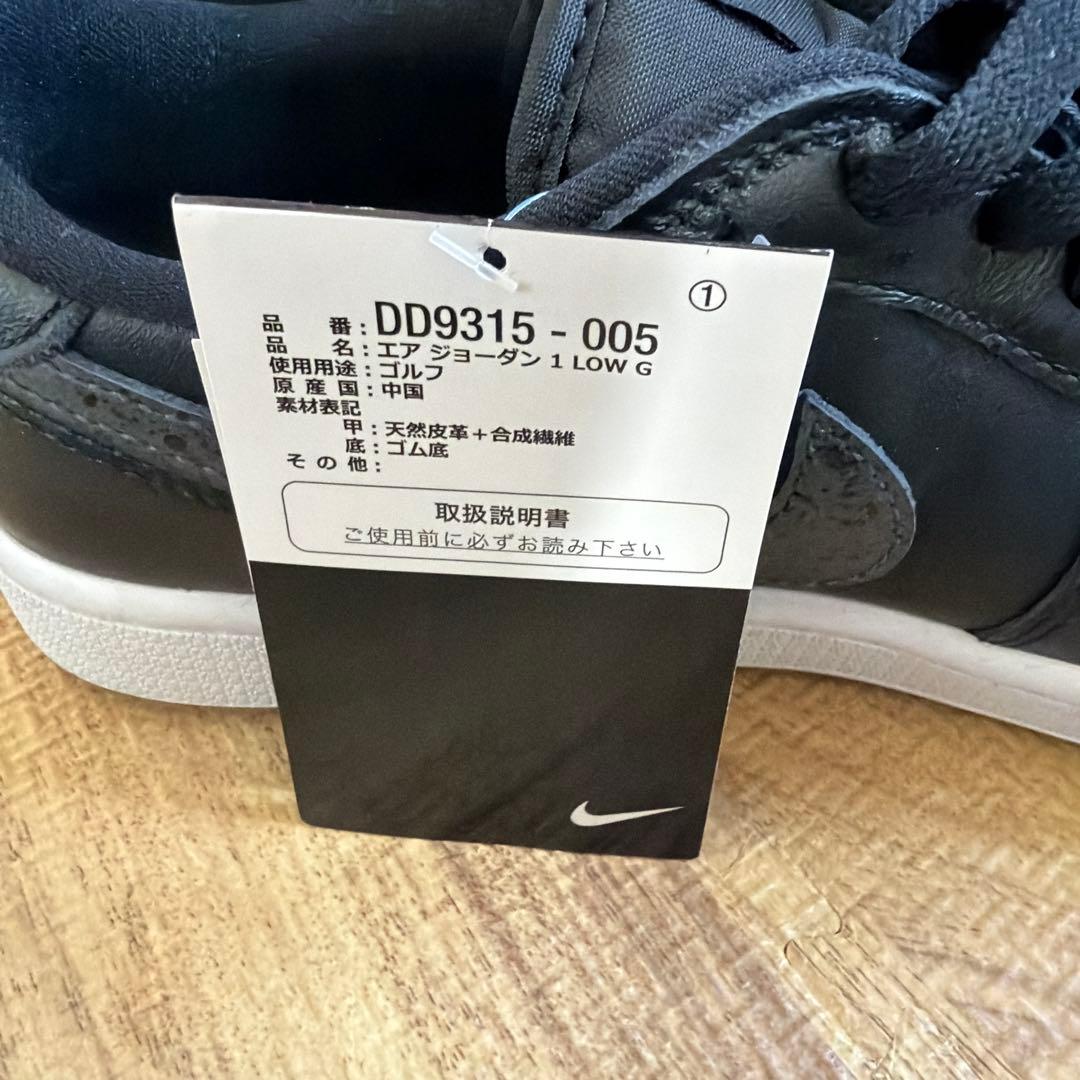 ①
品 番：DD9315 - 005
品 名：エア ジョーダン 1 LOW G
使用用途：ゴルフ
原 産 国：中国
素材表記
甲：天然皮革＋合成繊維
底：ゴム底
そ の 他：
取扱説明書
ご使用前に必ずお読み下さい